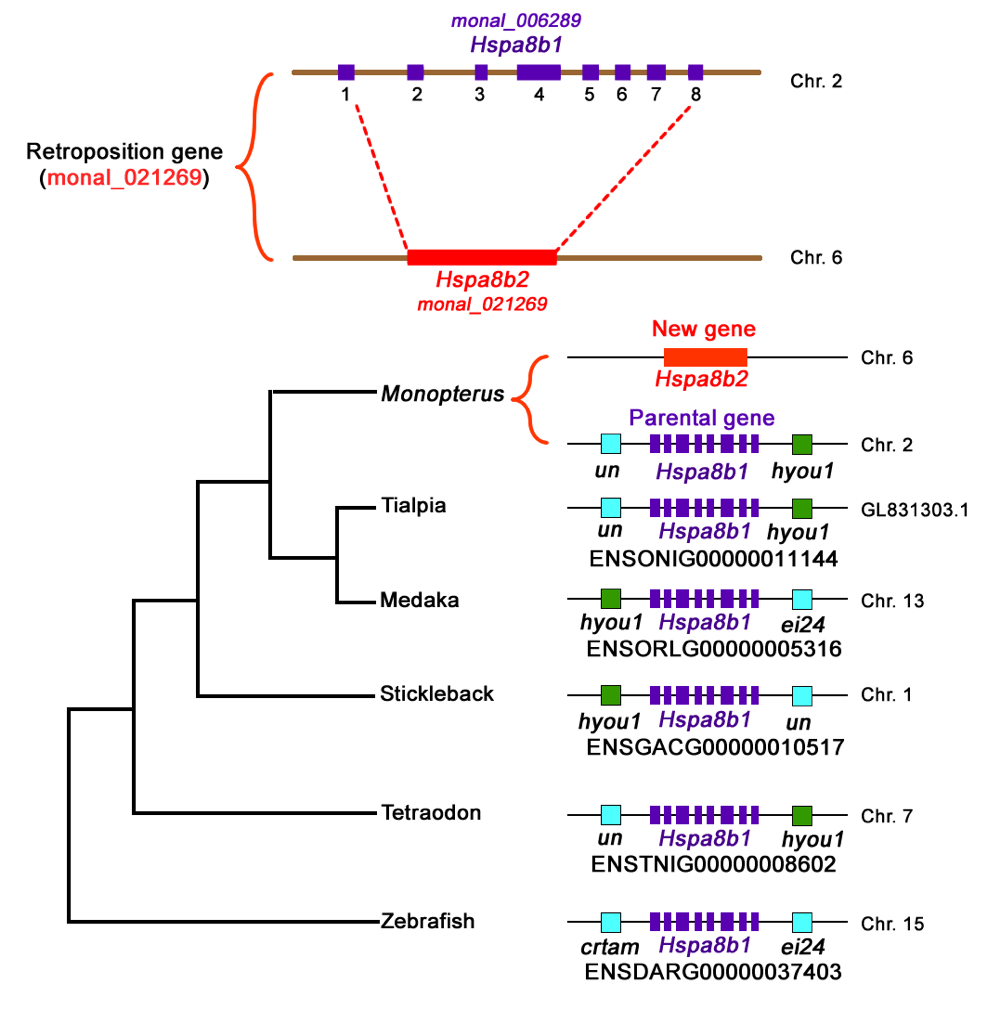 monal_006289
Hspa8b1
Chr. 2
1 2 3 4 5 6 7 8
Retroposition gene
(monal_021269)
Chr. 6
Hspa8b2
monal_021269
New gene
Chr. 6
Hspa8b2
Monopterus
Parental gene
Chr. 2
un Hspa8b1 hyou1
Tialpia
GL831303.1
un Hspa8b1 hyou1
ENSONIG00000011144
Medaka
Chr. 13
hyou1 Hspa8b1 ei24
ENSORLG00000005316
Stickleback
Chr. 1
hyou1 Hspa8b1 un
ENSGACG00000010517
Tetraodon
Chr. 7
un Hspa8b1 hyou1
ENSTNIG00000008602
Zebrafish
Chr. 15
crtam Hspa8b1 ei24
ENSDARG00000037403